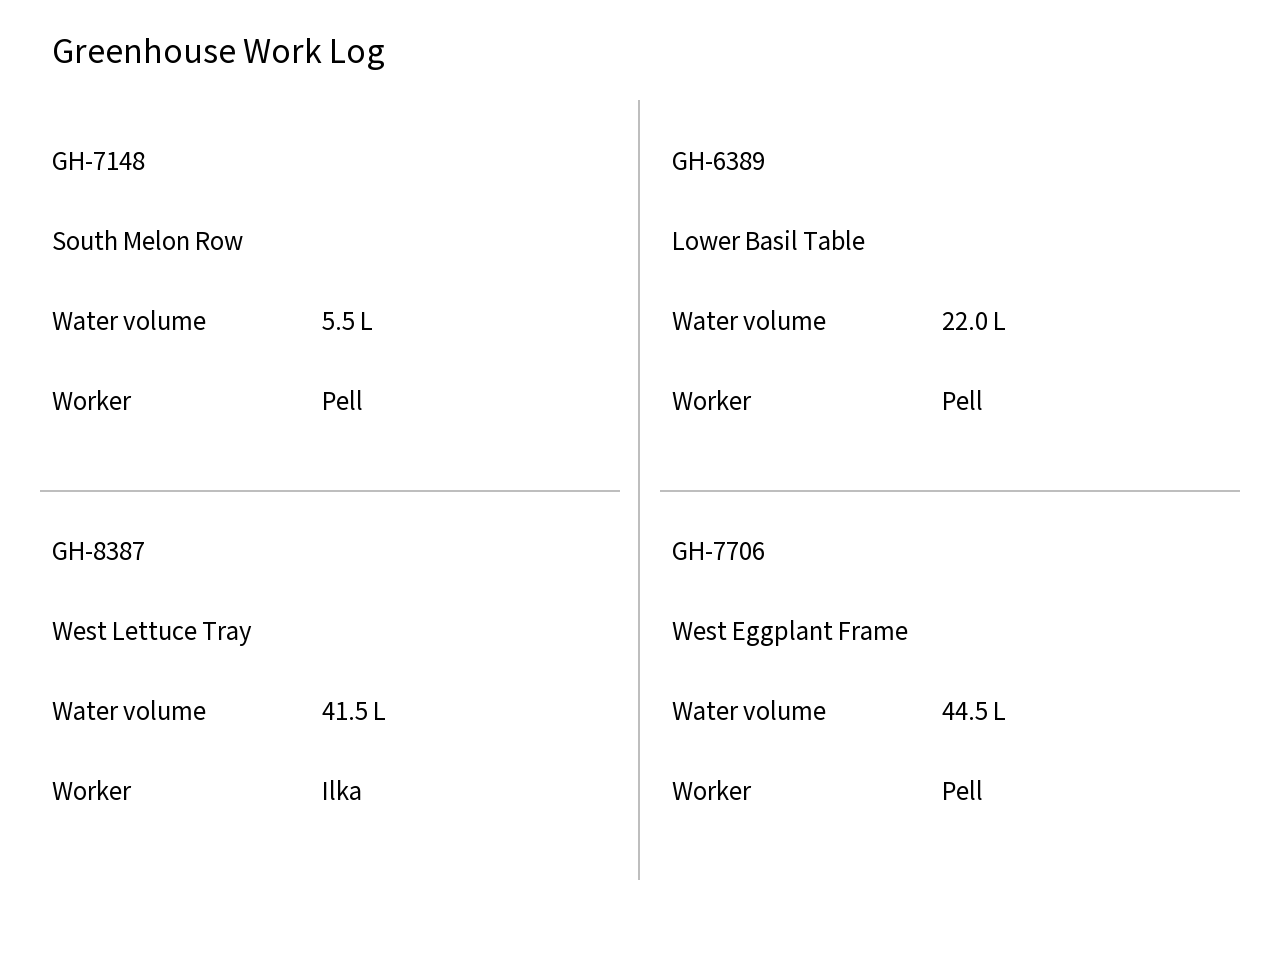 Greenhouse Work Log
GH-7148
South Melon Row
Water volume 5.5 L
Worker Pell
GH-6389
Lower Basil Table
Water volume 22.0 L
Worker Pell
GH-8387
West Lettuce Tray
Water volume 41.5 L
Worker Ilka
GH-7706
West Eggplant Frame
Water volume 44.5 L
Worker Pell